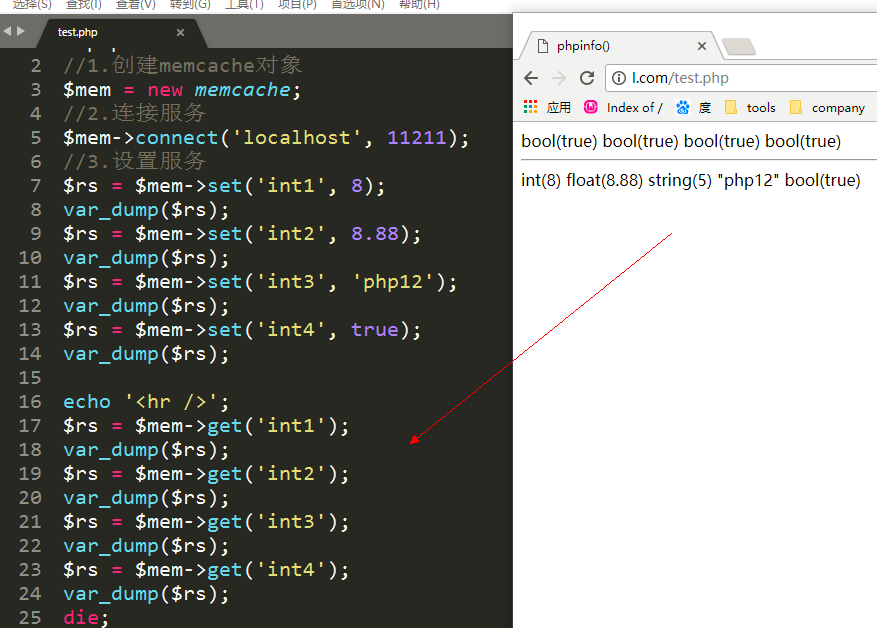 选择(S) 查找(I) 查看(V) 转到(G) 工具(T) 项目(P) 首选项(N) 帮助(H)
test.php ×
2 //1.创建memcache对象
3 $mem = new memcache;
4 //2.连接服务
5 $mem->connect('localhost', 11211);
6 //3.设置服务
7 $rs = $mem->set('int1', 8);
8 var_dump($rs);
9 $rs = $mem->set('int2', 8.88);
10 var_dump($rs);
11 $rs = $mem->set('int3', 'php12');
12 var_dump($rs);
13 $rs = $mem->set('int4', true);
14 var_dump($rs);
15
16 echo '<hr />';
17 $rs = $mem->get('int1');
18 var_dump($rs);
19 $rs = $mem->get('int2');
20 var_dump($rs);
21 $rs = $mem->get('int3');
22 var_dump($rs);
23 $rs = $mem->get('int4');
24 var_dump($rs);
25 die;
phpinfo() ×
l.com/test.php
应用 Index of / 度 tools company
bool(true) bool(true) bool(true) bool(true)
int(8) float(8.88) string(5) "php12" bool(true)